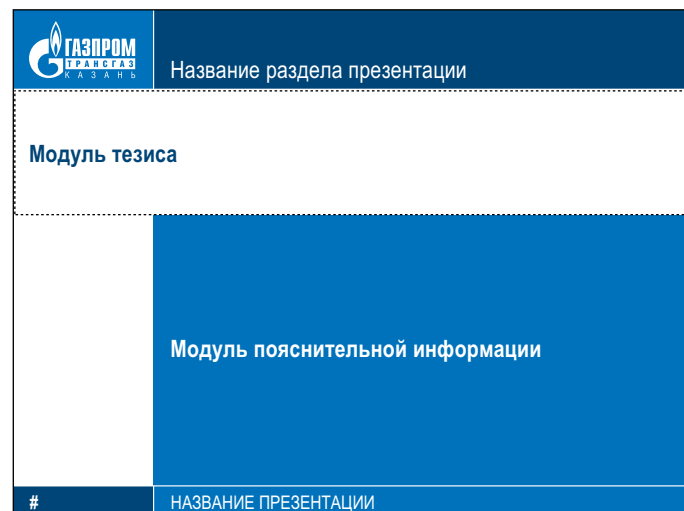 ГАЗПРОМ
ТРАНСГАЗ
КАЗАНЬ
Название раздела презентации
Модуль тезиса
Модуль пояснительной информации
#
НАЗВАНИЕ ПРЕЗЕНТАЦИИ